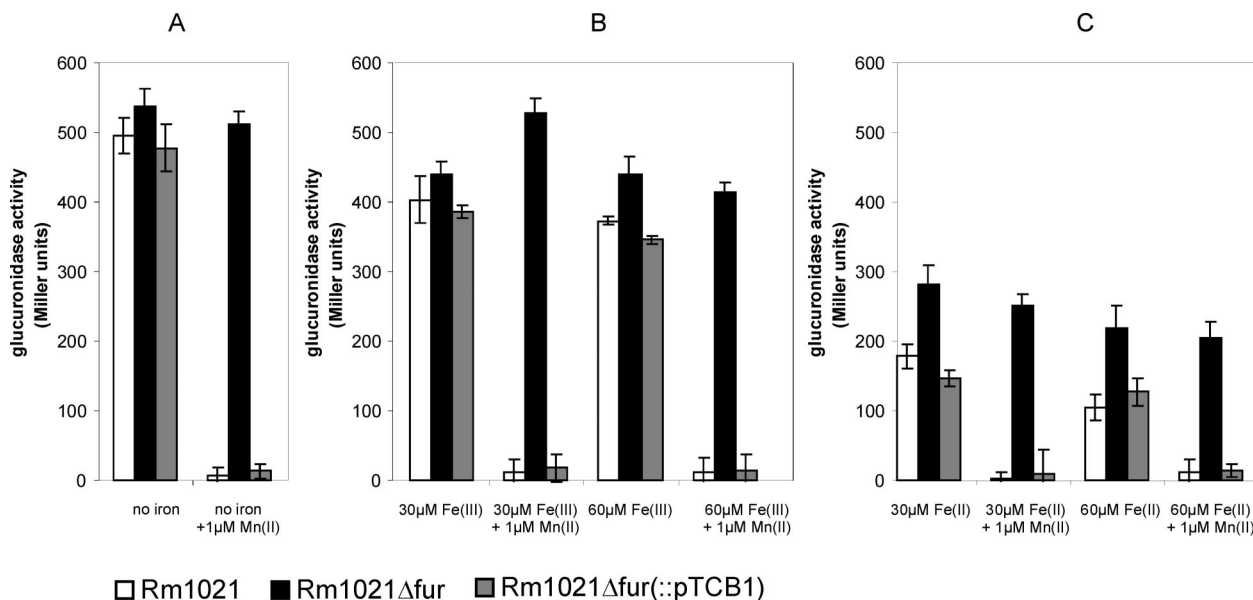 A
B
C
glucuronidase activity
(Miller units)
600
500
400
300
200
100
0
no iron
no iron
+1µM Mn(II)
glucuronidase activity
(Miller units)
600
500
400
300
200
100
0
30µM Fe(III)
30µM Fe(III)
+ 1µM Mn(II)
60µM Fe(III)
60µM Fe(III)
+ 1µM Mn(II)
glucuronidase activity
(Miller units)
600
500
400
300
200
100
0
30µM Fe(II)
30µM Fe(II)
+ 1µM Mn(II)
60µM Fe(II)
60µM Fe(II)
+ 1µM Mn(II)
Rm1021
Rm1021Δfur
Rm1021Δfur(::pTCB1)